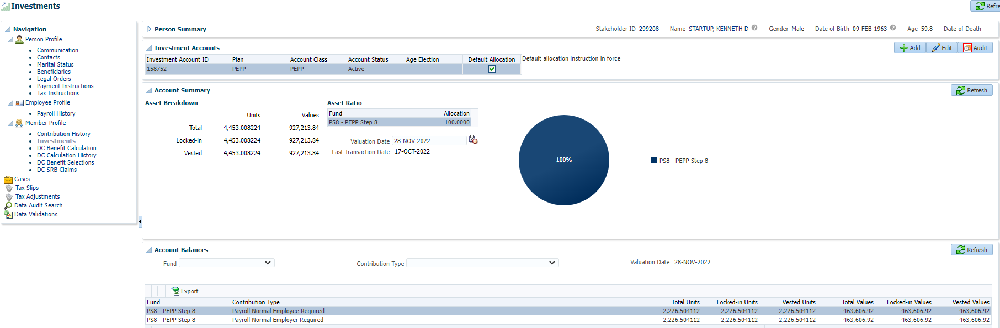 Investments
Refre
Navigation
Person Profile
Communication
Contacts
Marital Status
Beneficiaries
Legal Orders
Payment Instructions
Tax Instructions
Employee Profile
Payroll History
Member Profile
Contribution History
Investments
DC Benefit Calculation
DC Calculation History
DC Benefit Selections
DC SRB Claims
Cases
Tax Slips
Tax Adjustments
Data Audit Search
Data Validations
Person Summary Stakeholder ID 299208 Name STARTUP, KENNETH D Gender Male Date of Birth 09-FEB-1963 Age 59.8 Date of Death
Investment Accounts Add Edit Audit
Investment Account ID Plan Account Class Account Status Age Election Default Allocation Default allocation instruction in force
158752 PEPP PEPP Active
Account Summary Refresh
Asset Breakdown
Units Values
Total 4,453.008224 927,213.84
Locked-in 4,453.008224 927,213.84
Vested 4,453.008224 927,213.84
Asset Ratio
Fund Allocation
PS8 - PEPP Step 8 100.0000
Valuation Date 28-NOV-2022
Last Transaction Date 17-OCT-2022
100%
PS8 - PEPP Step 8
Account Balances Refresh
Fund Contribution Type Valuation Date 28-NOV-2022
Export
Fund Contribution Type Total Units Locked-in Units Vested Units Total Values Locked-in Values Vested Values
PS8 - PEPP Step 8 Payroll Normal Employee Required 2,226.504112 2,226.504112 2,226.504112 463,606.92 463,606.92 463,606.92
PS8 - PEPP Step 8 Payroll Normal Employer Required 2,226.504112 2,226.504112 2,226.504112 463,606.92 463,606.92 463,606.92